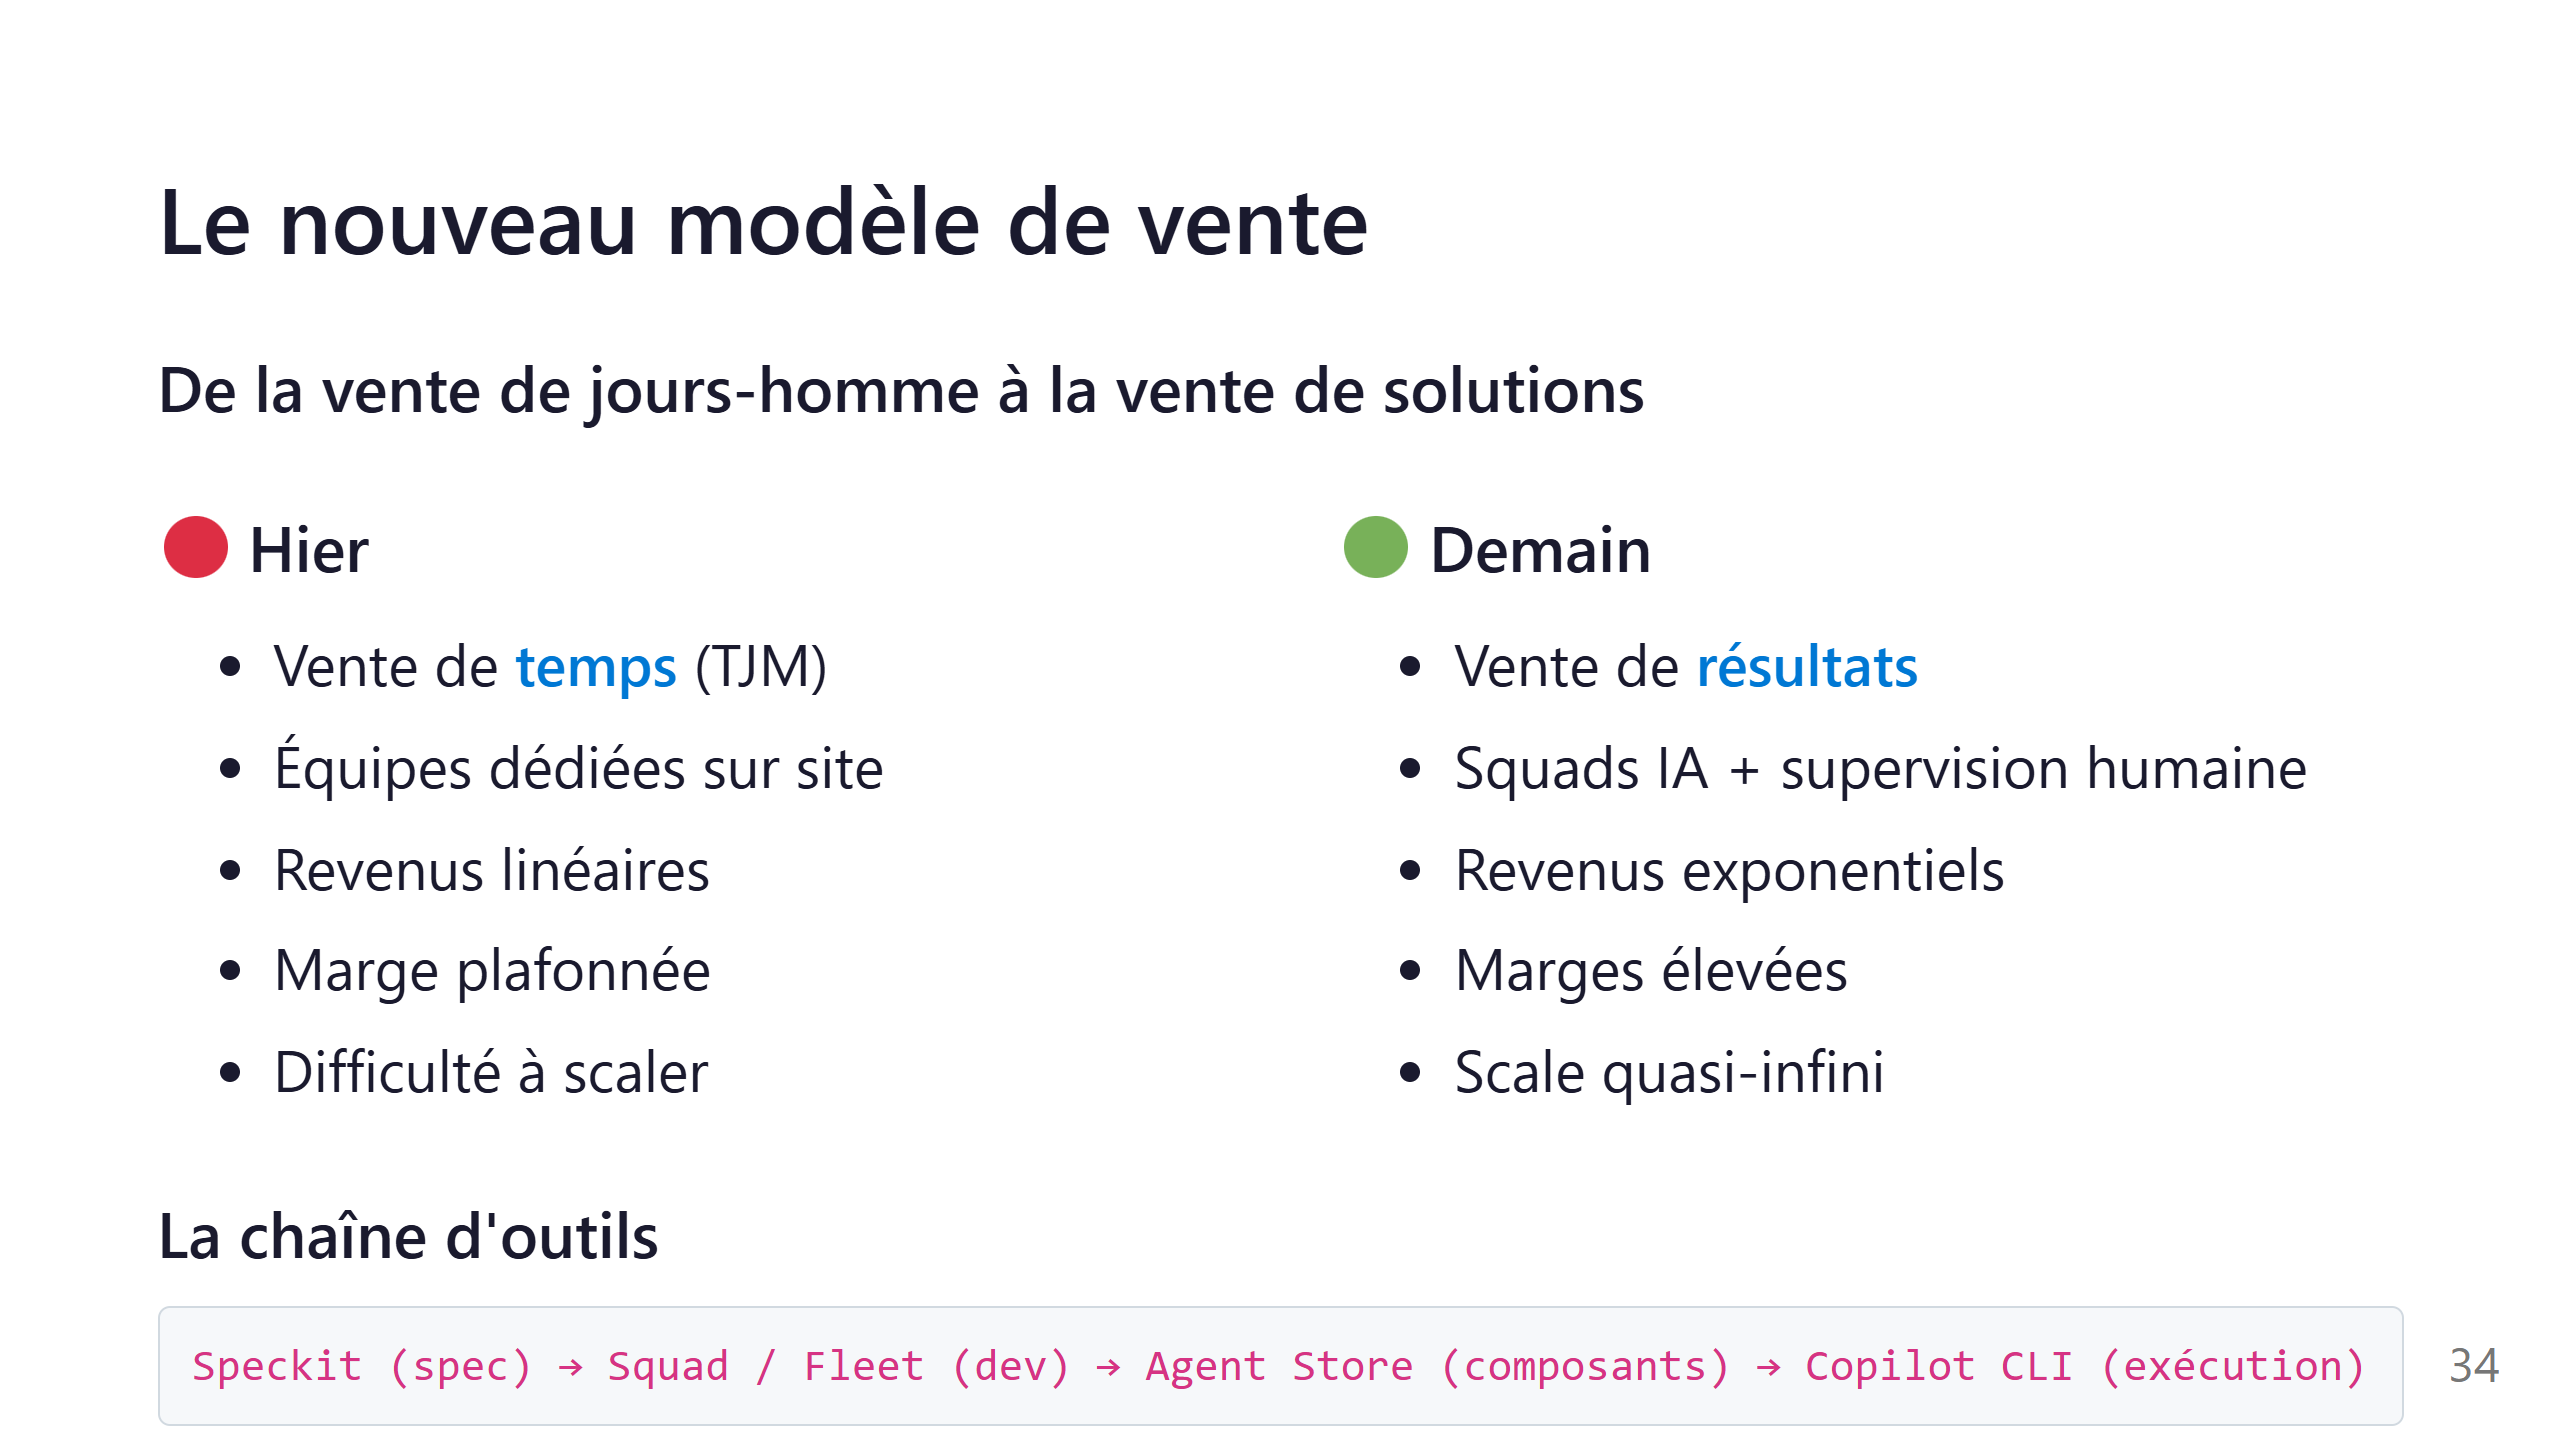 Le nouveau modèle de vente
De la vente de jours-homme à la vente de solutions
Hier
Vente de temps (TJM)
Équipes dédiées sur site
Revenus linéaires
Marge plafonnée
Difficulté à scaler
Demain
Vente de résultats
Squads IA + supervision humaine
Revenus exponentiels
Marges élevées
Scale quasi-infini
La chaîne d'outils
Speckit (spec) → Squad / Fleet (dev) → Agent Store (composants) → Copilot CLI (exécution)
34